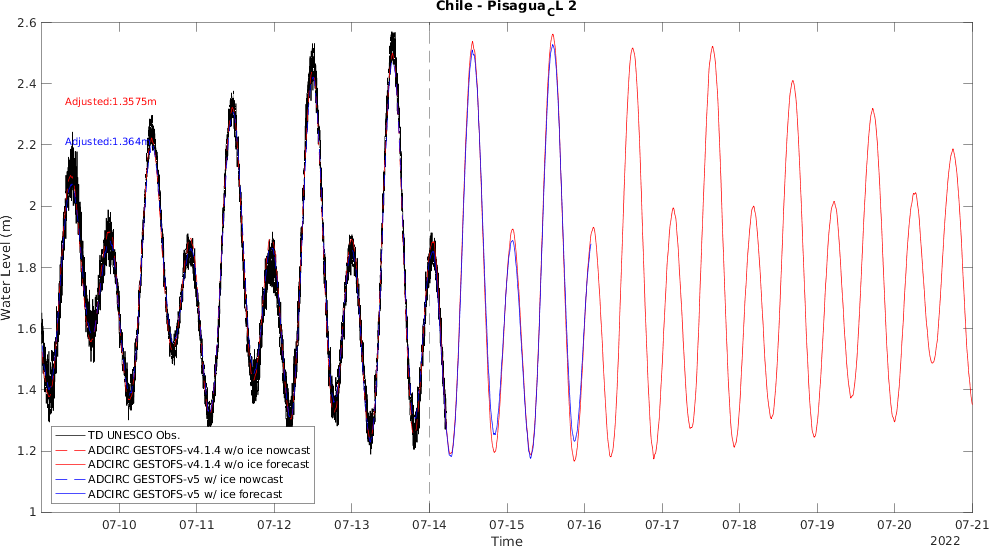 Chile - Pisagua_CL 2
2.6
2.4
2.2
2
1.8
1.6
1.4
1.2
1
Water Level (m)
Adjusted:1.3575m
Adjusted:1.364m
TD UNESCO Obs.
ADCIRC GESTOFS-v4.1.4 w/o ice nowcast
ADCIRC GESTOFS-v4.1.4 w/o ice forecast
ADCIRC GESTOFS-v5 w/ ice nowcast
ADCIRC GESTOFS-v5 w/ ice forecast
07-10 07-11 07-12 07-13 07-14 07-15 07-16 07-17 07-18 07-19 07-20 07-21
Time
2022